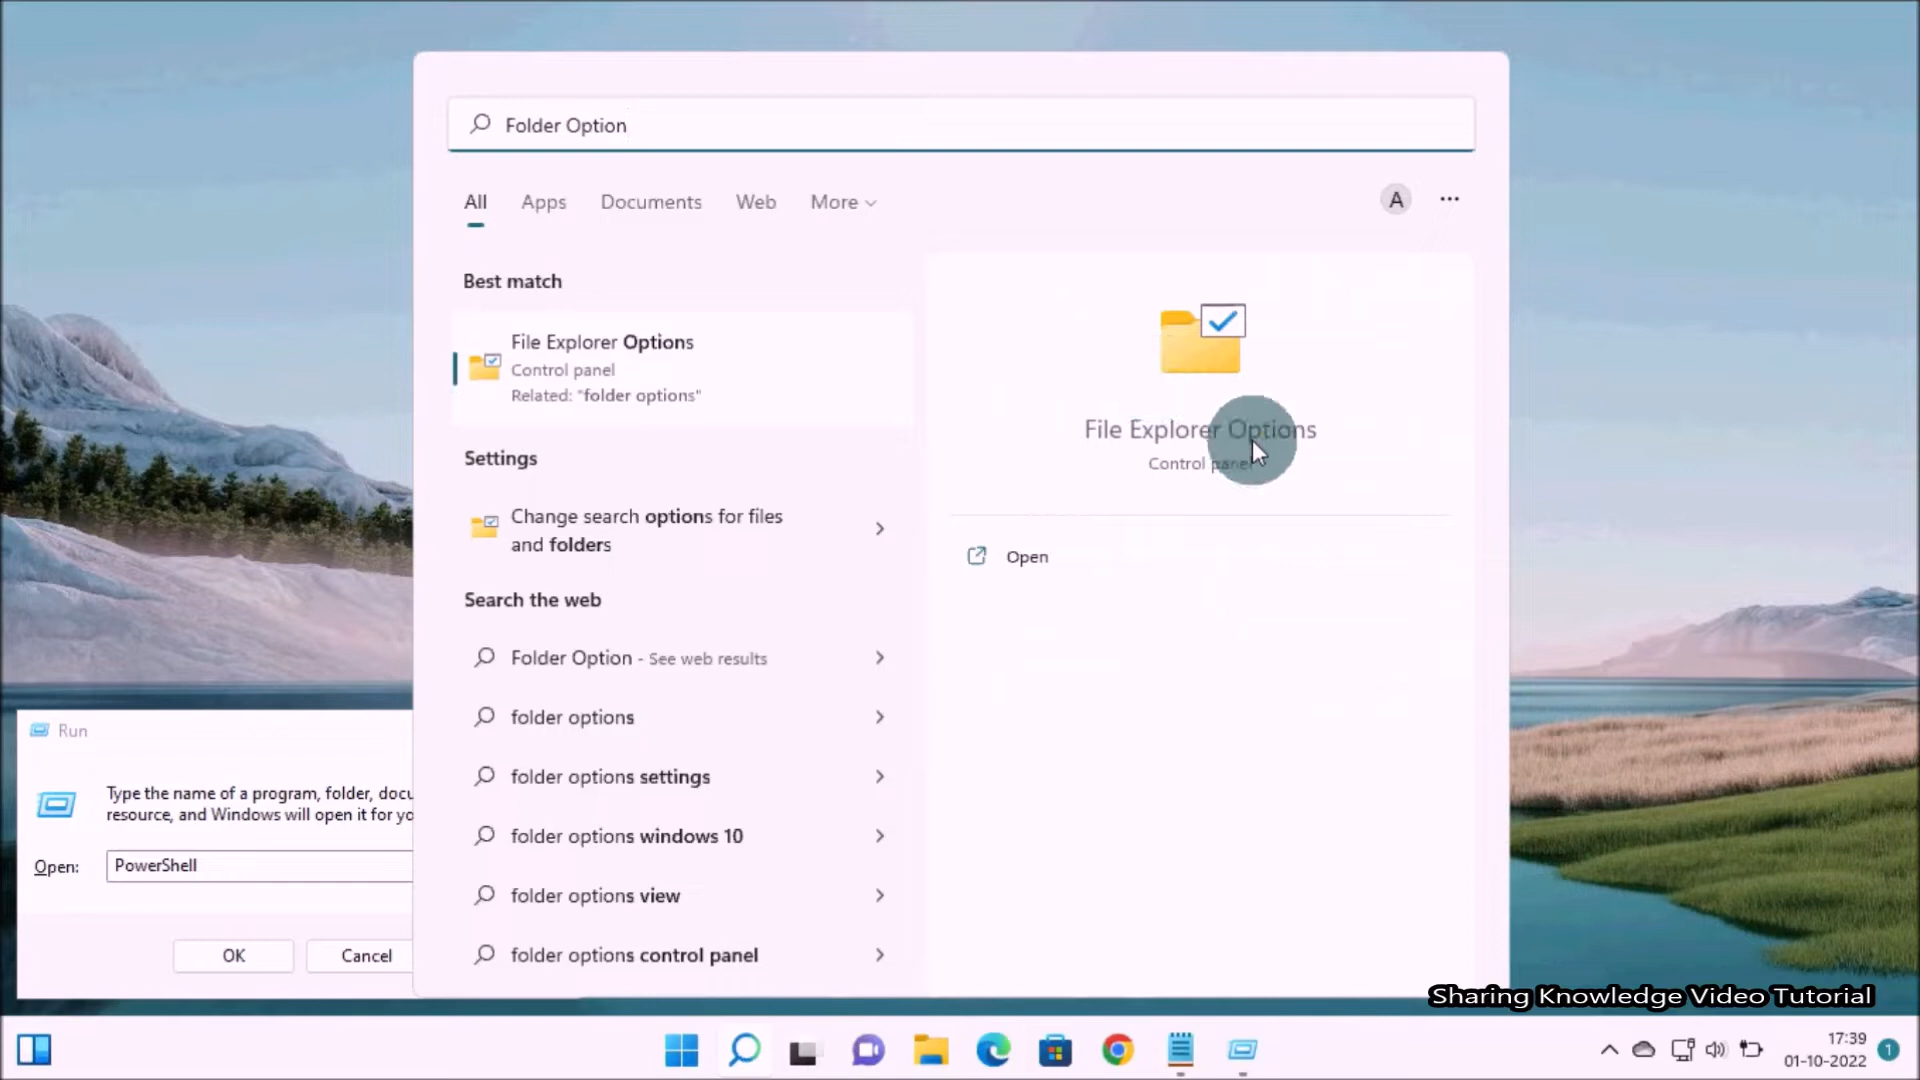 Folder Option
All
Apps
Documents
Web
More
A
Best match
File Explorer Options
Control panel
Related: "folder options"
Settings
Change search options for files
and folders
Search the web
Folder Option - See web results
folder options
folder options settings
folder options windows 10
folder options view
folder options control panel
File Explorer Options
Control panel
Open
Run
Type the name of a program, folder, docu
resource, and Windows will open it for yo
Open:
PowerShell
OK
Cancel
Sharing Knowledge Video Tutorial
17:39
01-10-2022
1